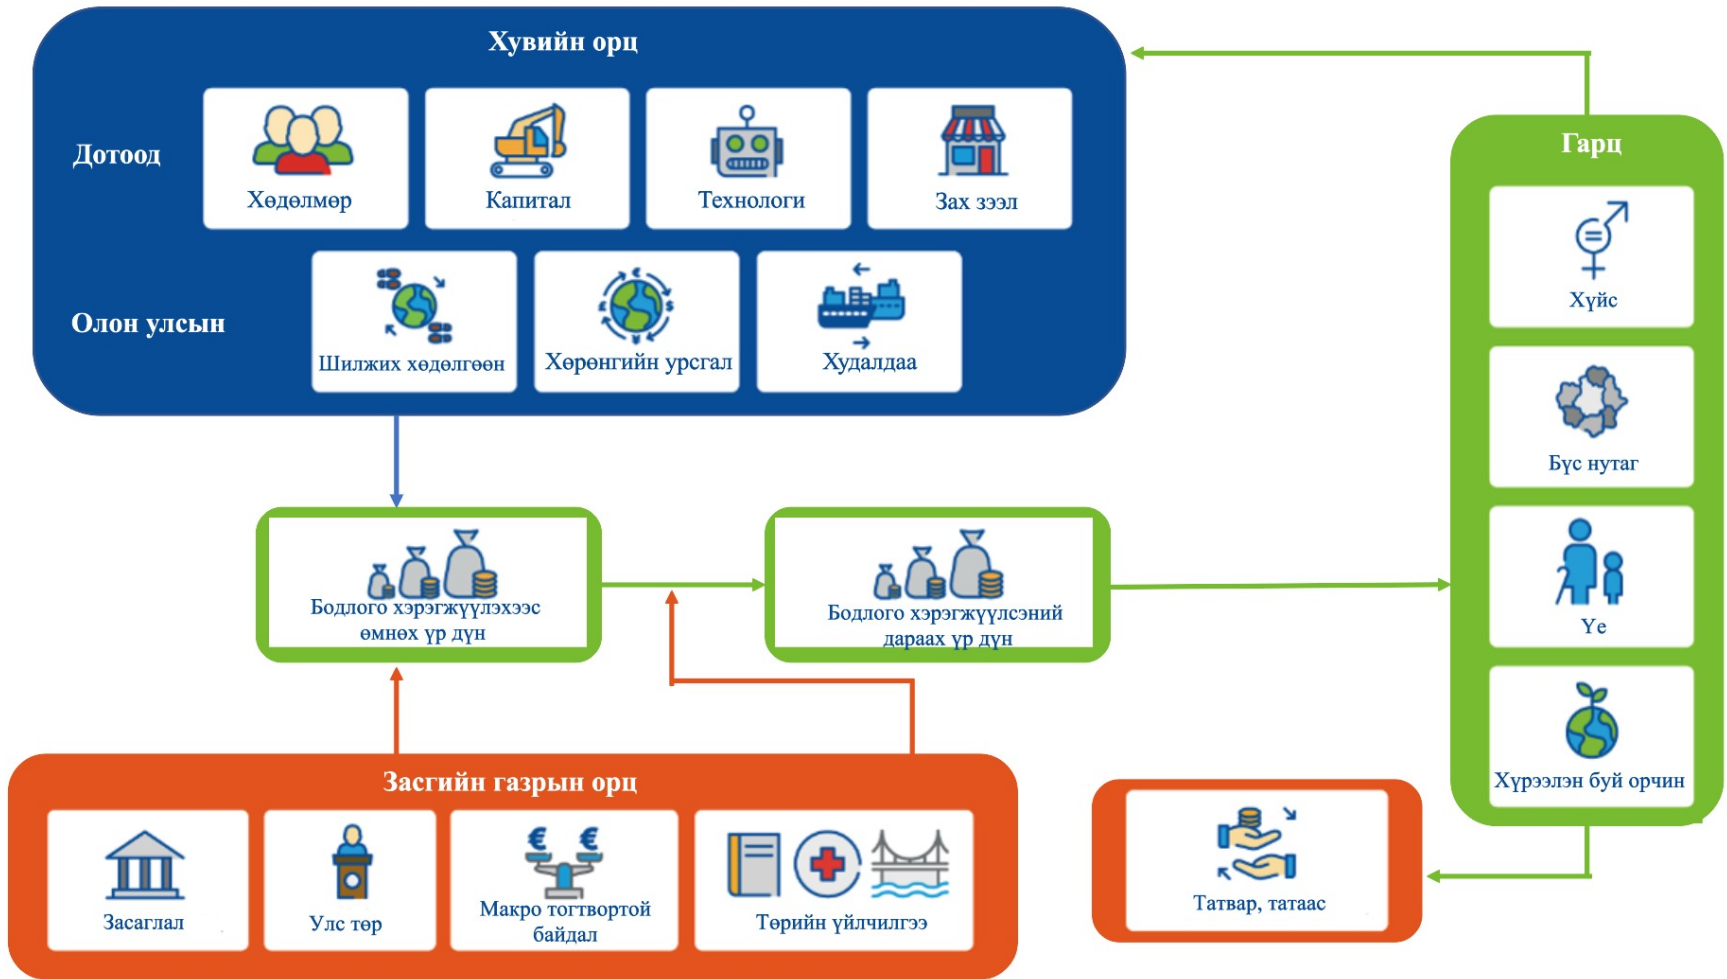 Хувийн орц
Дотоод
Хөдөлмөр
Капитал
Технологи
Зах зээл
Олон улсын
Шилжих хөдөлгөөн
Хөрөнгийн урсгал
Худалдаа
Гарц
Хүйс
Бүс нутаг
Үе
Хүрээлэн буй орчин
Бодлого хэрэгжүүлэхээс
өмнөх үр дүн
Бодлого хэрэгжүүлсэний
дараах үр дүн
Засгийн газрын орц
Засаглал
Улс төр
€ €
Макро тогтвортой
байдал
Төрийн үйлчилгээ
Татвар, татаас